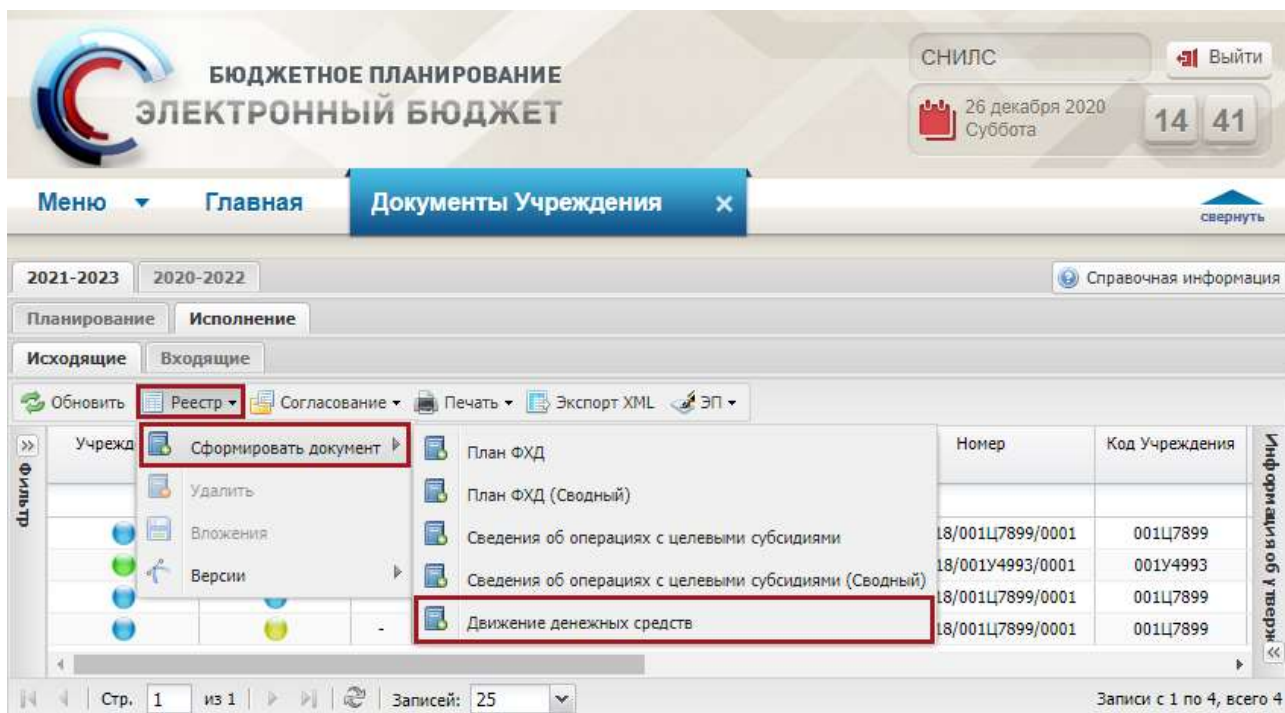 БЮДЖЕТНОЕ ПЛАНИРОВАНИЕ
ЭЛЕКТРОННЫЙ БЮДЖЕТ
СНИЛС
Выйти
26 декабря 2020
Суббота
14 41
Меню Главная Документы Учреждения
свернуть
2021-2023 2020-2022 Справочная информация
Планирование Исполнение
Исходящие Входящие
Обновить Реестр Согласование Печать Экспорт XML ЭП
Фильтр
Учрежд
Номер Код Учреждения
Информация об
Сформировать документ
Удалить
Вложения
Версии
План ФХД
План ФХД (Сводный)
Сведения об операциях с целевыми субсидиями
Сведения об операциях с целевыми субсидиями (Сводный)
Движение денежных средств
18/001Ц7899/0001 001Ц7899
18/001У4993/0001 001У4993
18/001Ц7899/0001 001Ц7899
- 18/001Ц7899/0001 001Ц7899
Стр. 1 из 1 Записей: 25 Записи с 1 по 4, всего 4